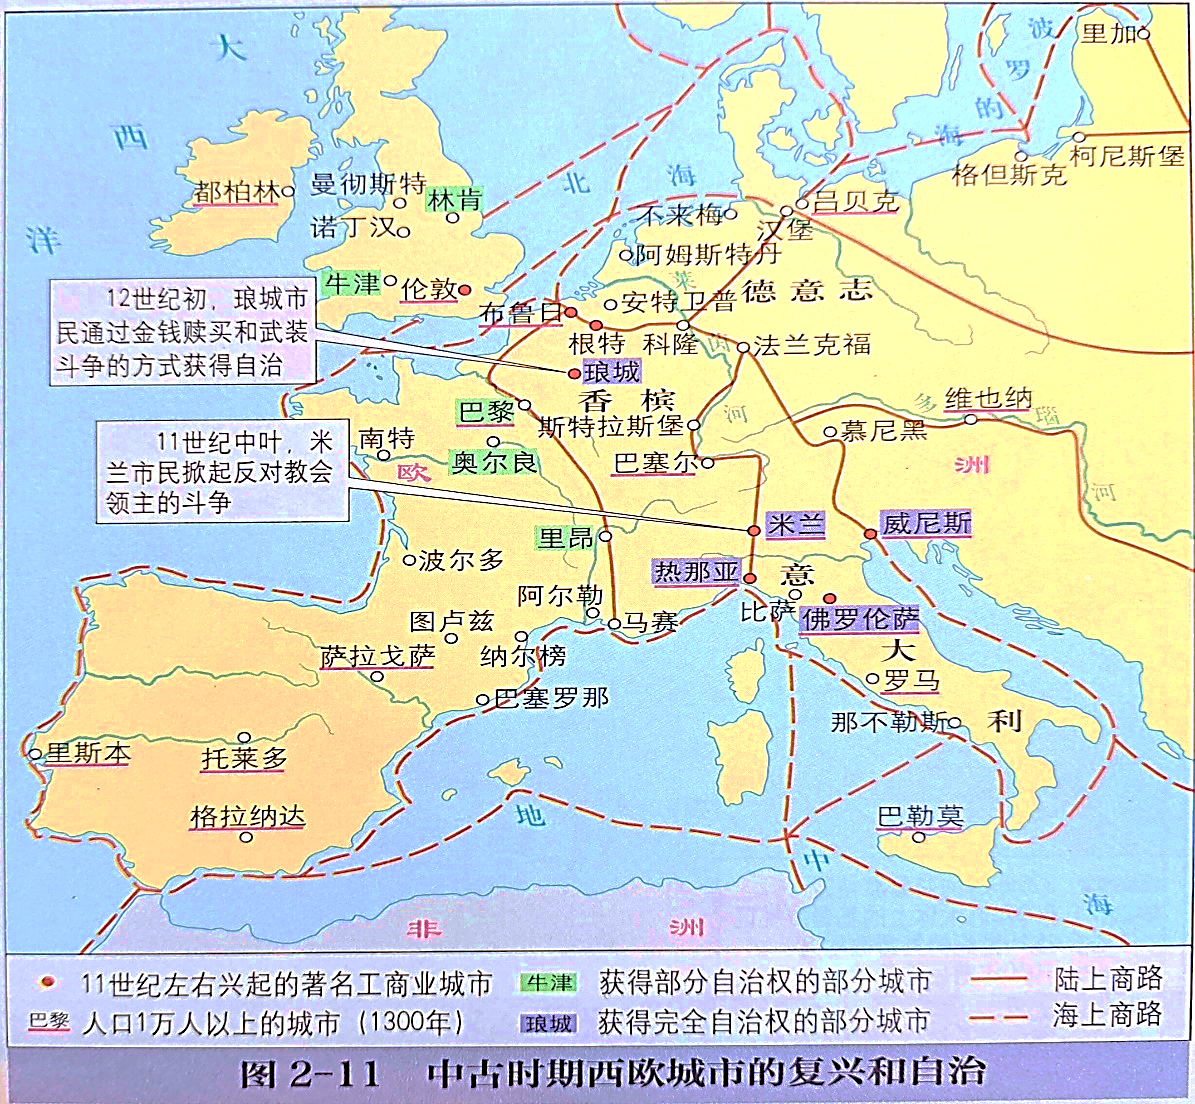 大
西
洋
北
海
波
罗
的
海
里加
柯尼斯堡
格但斯克
都柏林
曼彻斯特
林肯
诺丁汉
牛津
伦敦
不来梅
吕贝克
汉堡
阿姆斯特丹
莱
茵
河
德意志
12世纪初，琅城市
民通过金钱赎买和武装
斗争的方式获得自治
布鲁日
安特卫普
根特
科隆
法兰克福
琅城
香槟
巴黎
斯特拉斯堡
维也纳
多
瑙
河
慕尼黑
11世纪中叶，米
兰市民掀起反对教会
领主的斗争
南特
奥尔良
巴塞尔
欧
洲
里昂
米兰
威尼斯
波尔多
热那亚
意
大
利
阿尔勒
比萨
佛罗伦萨
图卢兹
马赛
萨拉戈萨
纳尔榜
巴塞罗那
罗马
那不勒斯
里斯本
托莱多
格拉纳达
巴勒莫
地
中
海
非
洲
11世纪左右兴起的著名工商业城市
牛津 获得部分自治权的部分城市
陆上商路
巴黎 人口1万人以上的城市（1300年）
琅城 获得完全自治权的部分城市
海上商路
图 2-11 中古时期西欧城市的复兴和自治